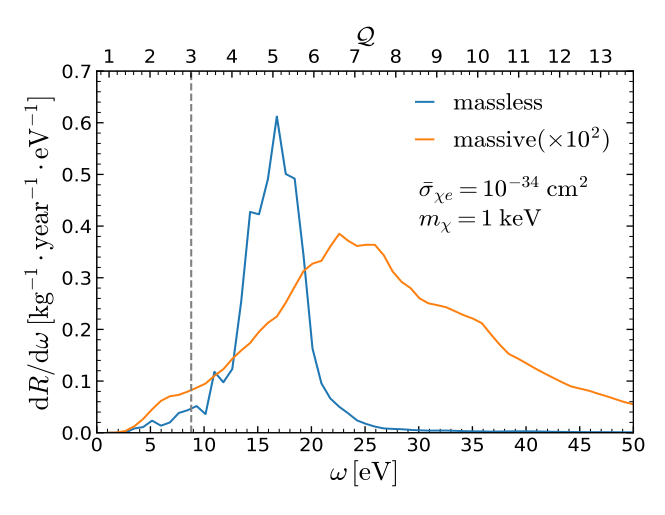 𝒬
1 2 3 4 5 6 7 8 9 10 11 12 13
0.7
0.6
0.5
0.4
0.3
0.2
0.1
0.0
dR/dω [kg⁻¹·year⁻¹·eV⁻¹]
massless
massive(×10²)
σ̄χe = 10⁻³⁴ cm²
mχ = 1 keV
0 5 10 15 20 25 30 35 40 45 50
ω [eV]